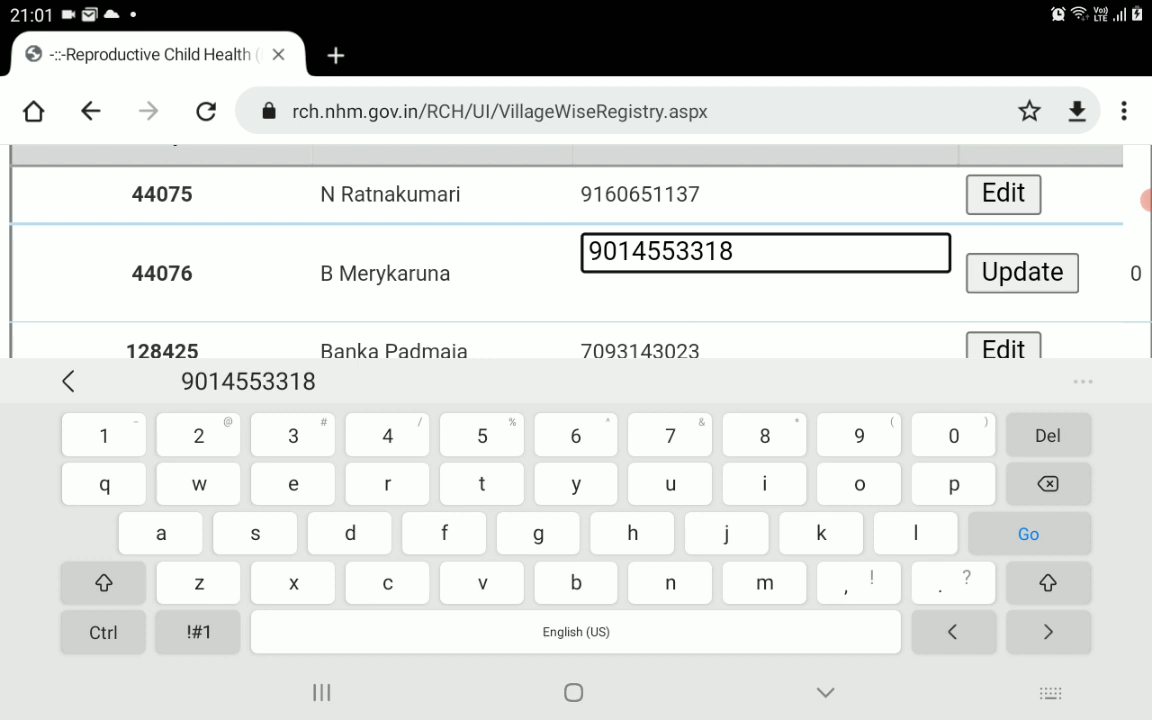 21:01
Vo)) LTE
-::-Reproductive Child Health (
rch.nhm.gov.in/RCH/UI/VillageWiseRegistry.aspx
44075 N Ratnakumari 9160651137 Edit
9014553318
44076 B Merykaruna Update 0
128425 Banka Padmaja 7093143023 Edit
9014553318
1 - 2 @ 3 # 4 / 5 % 6 ^ 7 & 8 * 9 ( 0 ) Del
q w e r t y u i o p
a s d f g h j k l Go
z x c v b n m , ! . ?
Ctrl !#1 English (US) < >